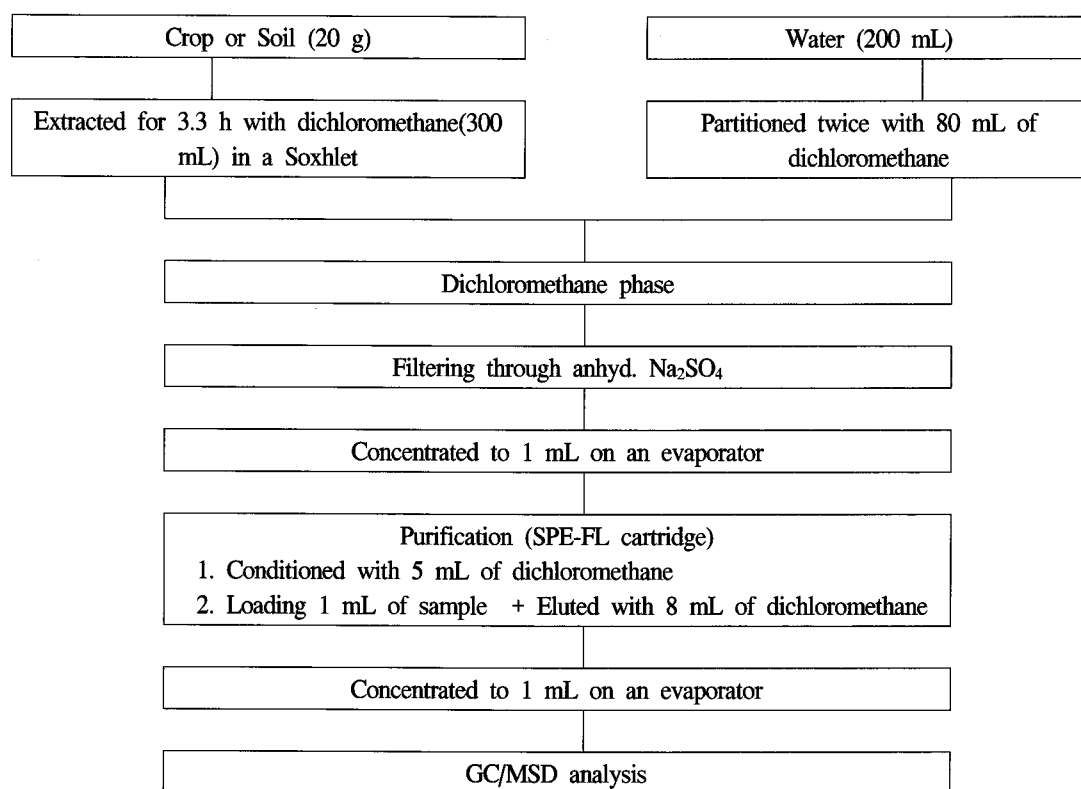 Crop or Soil (20 g)
Water (200 mL)
Extracted for 3.3 h with dichloromethane(300
mL) in a Soxhlet
Partitioned twice with 80 mL of
dichloromethane
Dichloromethane phase
Filtering through anhyd. Na₂SO₄
Concentrated to 1 mL on an evaporator
Purification (SPE-FL cartridge)
1. Conditioned with 5 mL of dichloromethane
2. Loading 1 mL of sample + Eluted with 8 mL of dichloromethane
Concentrated to 1 mL on an evaporator
GC/MSD analysis